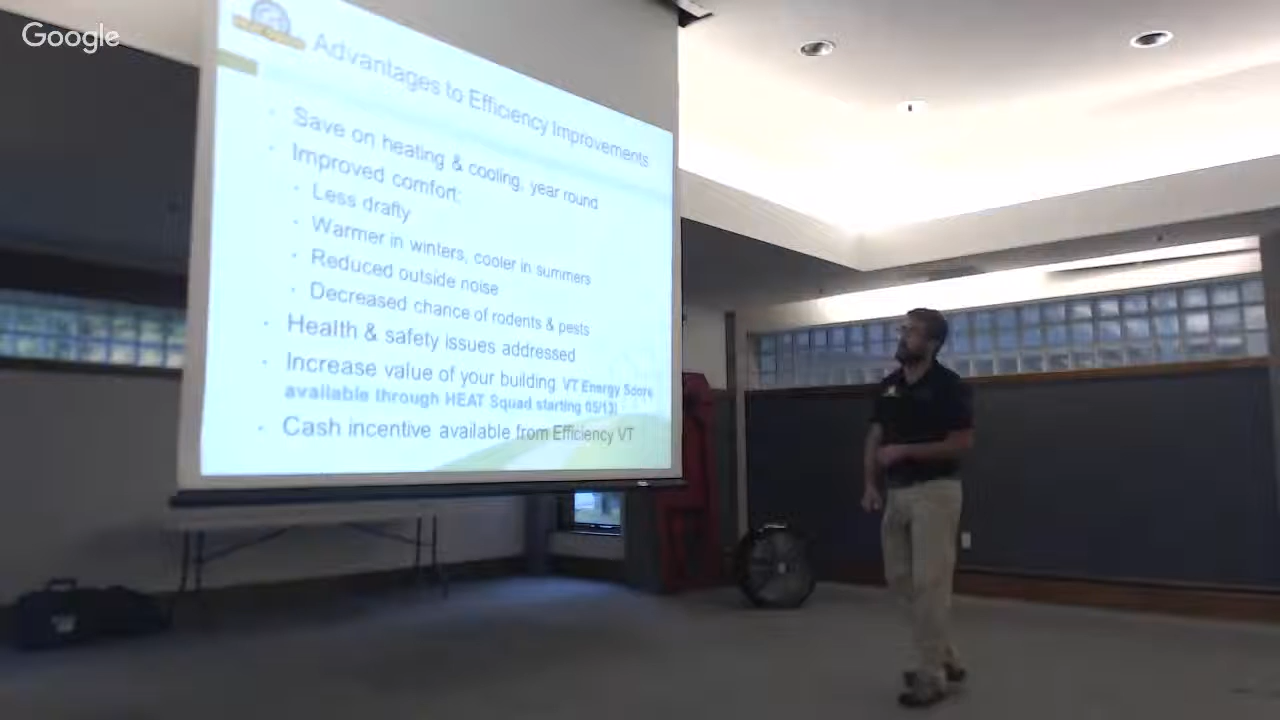 Google
Advantages to Efficiency Improvements
Save on heating & cooling, year round
Improved comfort:
Less drafty
Warmer in winters, cooler in summers
Reduced outside noise
Decreased chance of rodents & pests
Health & safety issues addressed
Increase value of your building VT Energy Score
available through HEAT Squad starting 05/13!
Cash incentive available from Efficiency VT